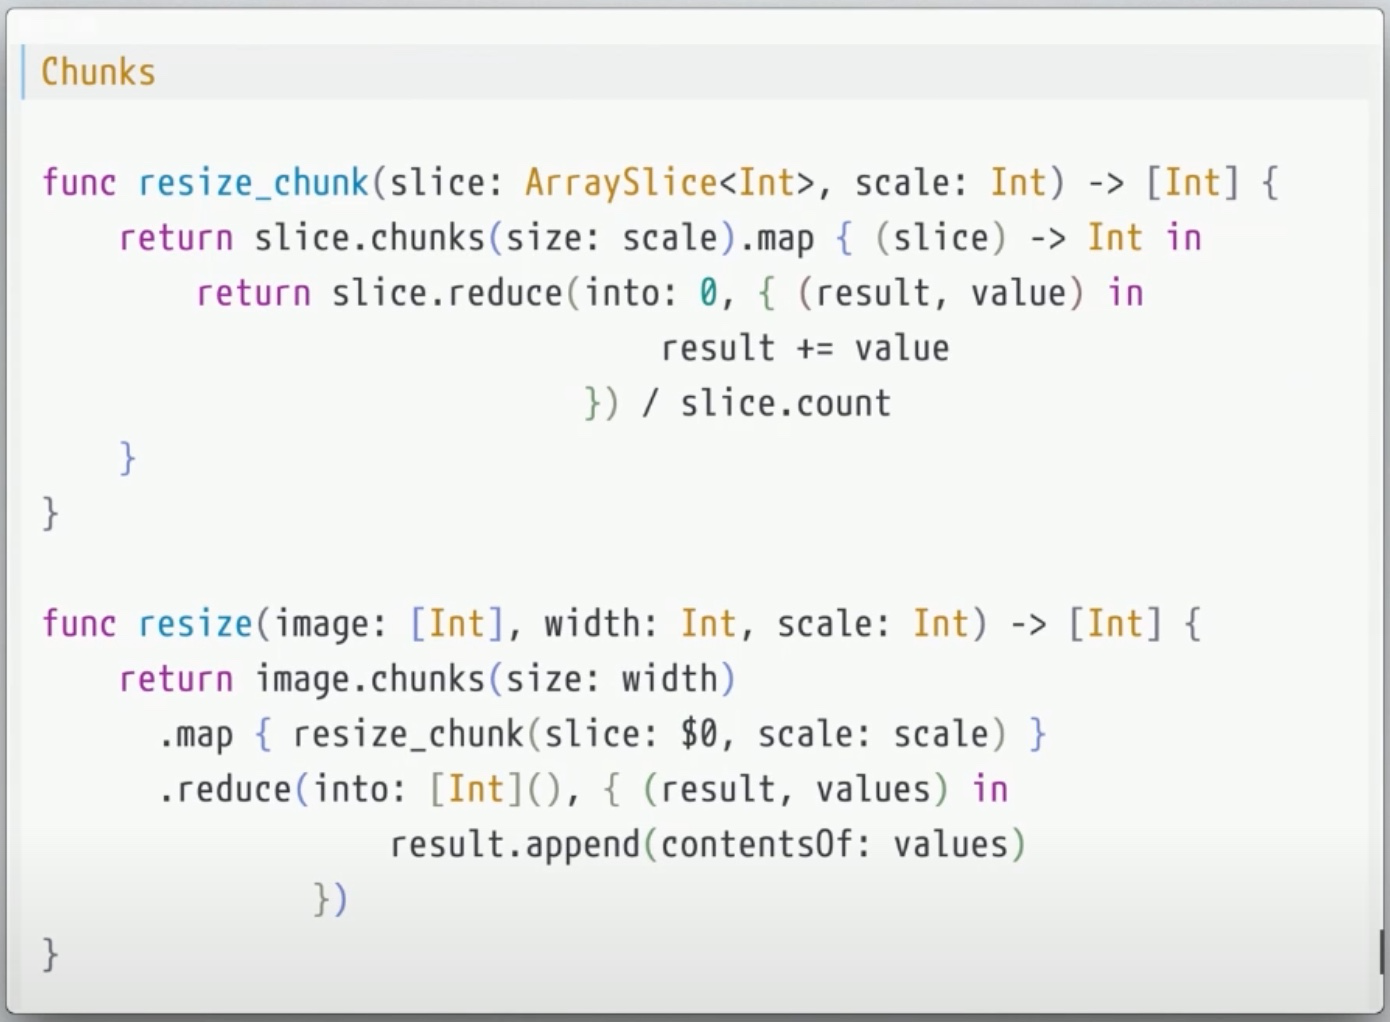 Chunks
func resize_chunk(slice: ArraySlice<Int>, scale: Int) -> [Int] {
    return slice.chunks(size: scale).map { (slice) -> Int in
        return slice.reduce(into: 0, { (result, value) in
                                result += value
                            }) / slice.count
    }
}
func resize(image: [Int], width: Int, scale: Int) -> [Int] {
    return image.chunks(size: width)
      .map { resize_chunk(slice: $0, scale: scale) }
      .reduce(into: [Int](), { (result, values) in
                  result.append(contentsOf: values)
              })
}